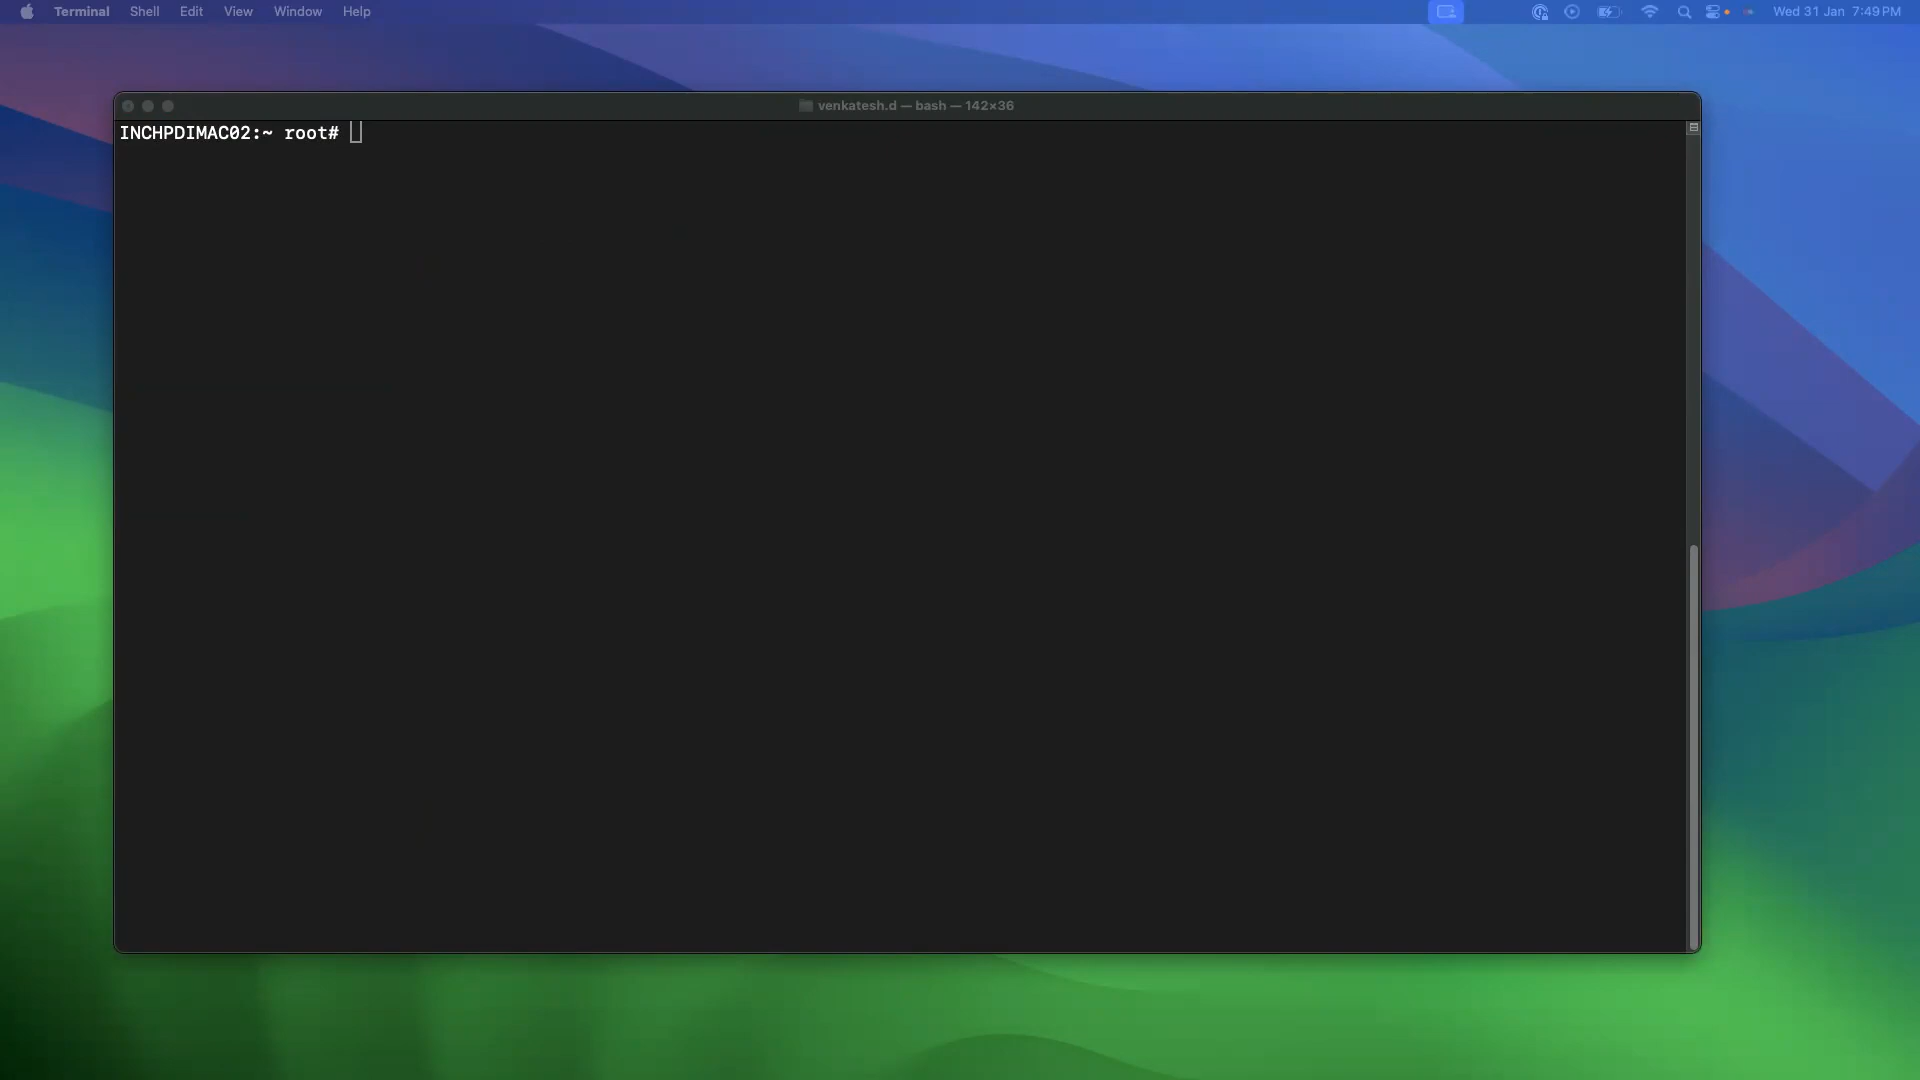 Terminal Shell Edit View Window Help Wed 31 Jan 7:49 PM
venkatesh.d — bash — 142×36
INCHPDIMAC02:~ root#